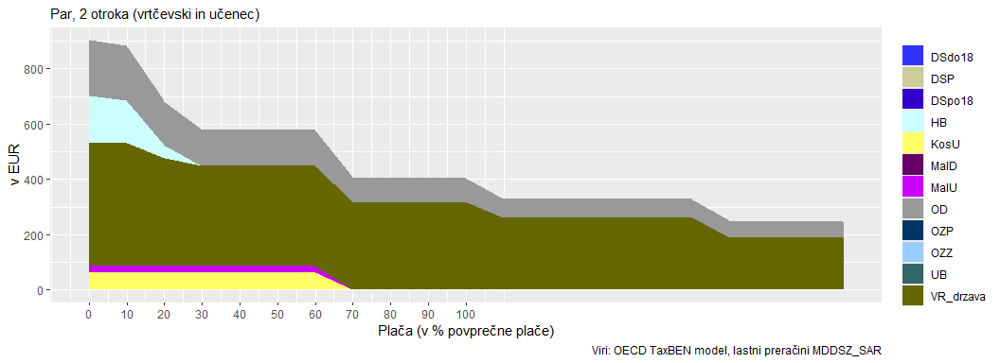 Par, 2 otroka (vrtčevski in učenec)
v EUR
800
600
400
200
0
0 10 20 30 40 50 60 70 80 90 100
Plača (v % povprečne plače)
DSdo18
DSP
DSpo18
HB
KosU
MalD
MalU
OD
OZP
OZZ
UB
VR_drzava
Viri: OECD TaxBEN model, lastni preračini MDDSZ_SAR